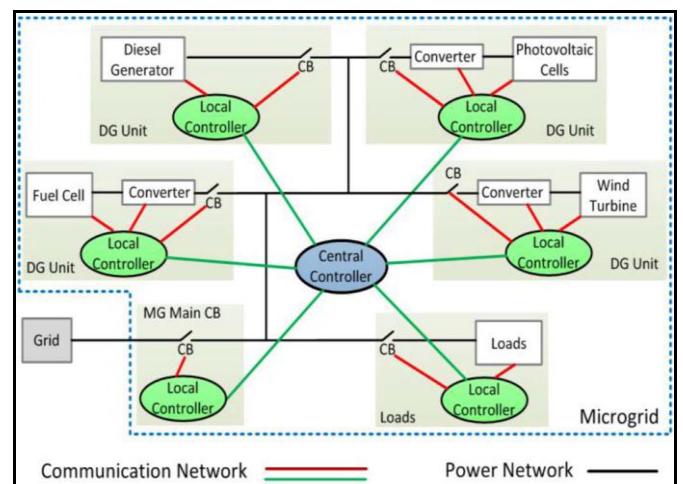 Diesel
Generator
CB
Local
Controller
DG Unit
CB
Converter
Photovoltaic
Cells
Local
Controller
DG Unit
Fuel Cell
Converter
CB
Local
Controller
DG Unit
CB
Converter
Wind
Turbine
Local
Controller
DG Unit
Central
Controller
Grid
MG Main CB
CB
Local
Controller
CB
Loads
Local
Controller
Loads
Microgrid
Communication Network
Power Network